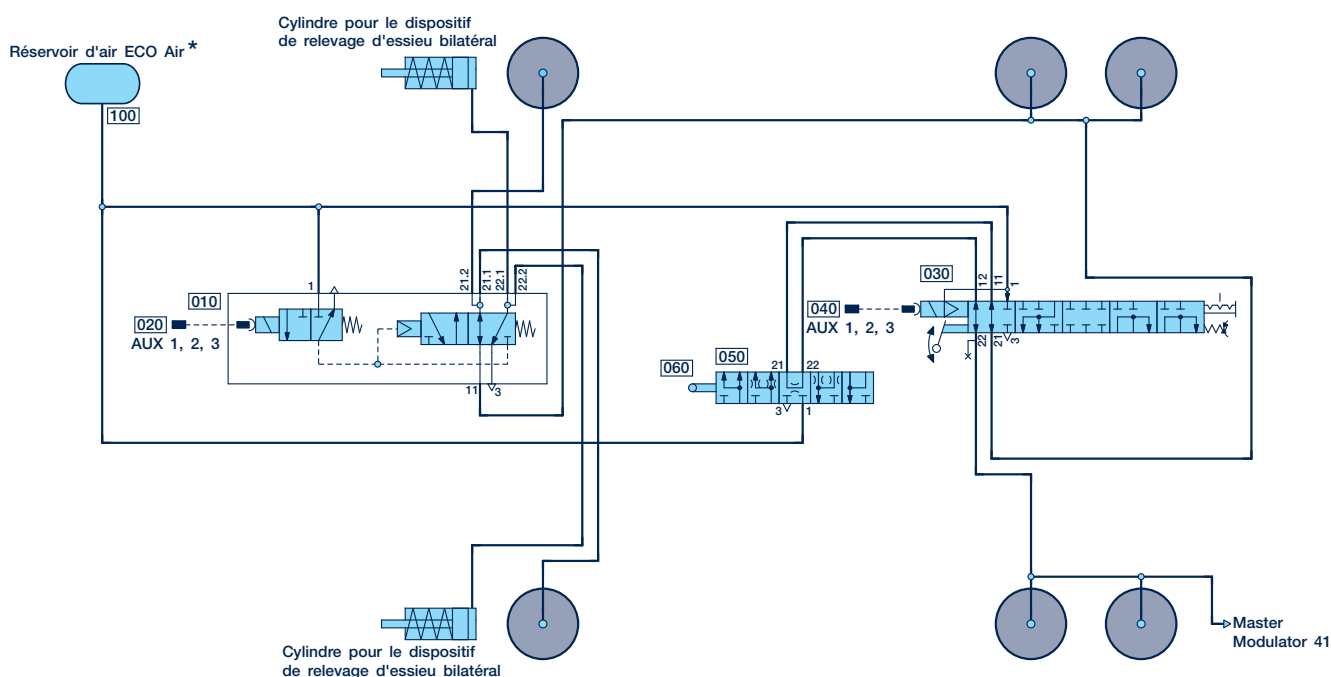 Cylindre pour le dispositif
de relevage d'essieu bilatéral
Réservoir d'air ECO Air *
100
21.2
21.1
22.1
22.2
12
11
1
030
1
010
020
AUX 1, 2, 3
040
AUX 1, 2, 3
22
21
3
050
060
21
22
11
3
3
1
Cylindre pour le dispositif
de relevage d'essieu bilatéral
Master
Modulator 41